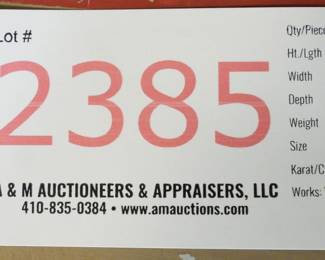 Lot #
2385
A & M AUCTIONEERS & APPRAISERS, LLC
410-835-0384 • www.amauctions.com
Qty/Piece
Ht./Lgth
Width
Depth
Weight
Size
Karat/C
Works: